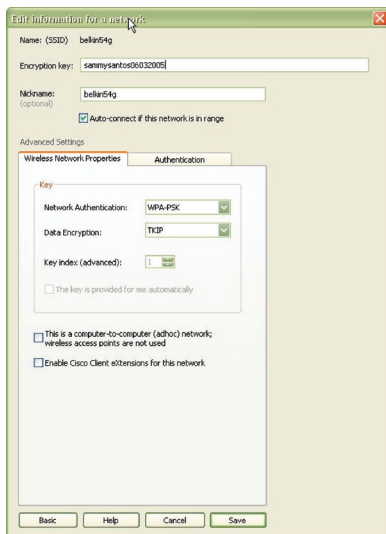 Edit information for a network
Name: (SSID) belkin54g
Encryption key: sammysantos06032005
Nickname: belkin54g
(optional)
Auto-connect if this network is in range
Advanced Settings
Wireless Network Properties Authentication
Key
Network Authentication: WPA-PSK
Data Encryption: TKIP
Key index (advanced): 1
The key is provided for me automatically
This is a computer-to-computer (adhoc) network;
wireless access points are not used
Enable Cisco Client eXtensions for this network
Basic Help Cancel Save